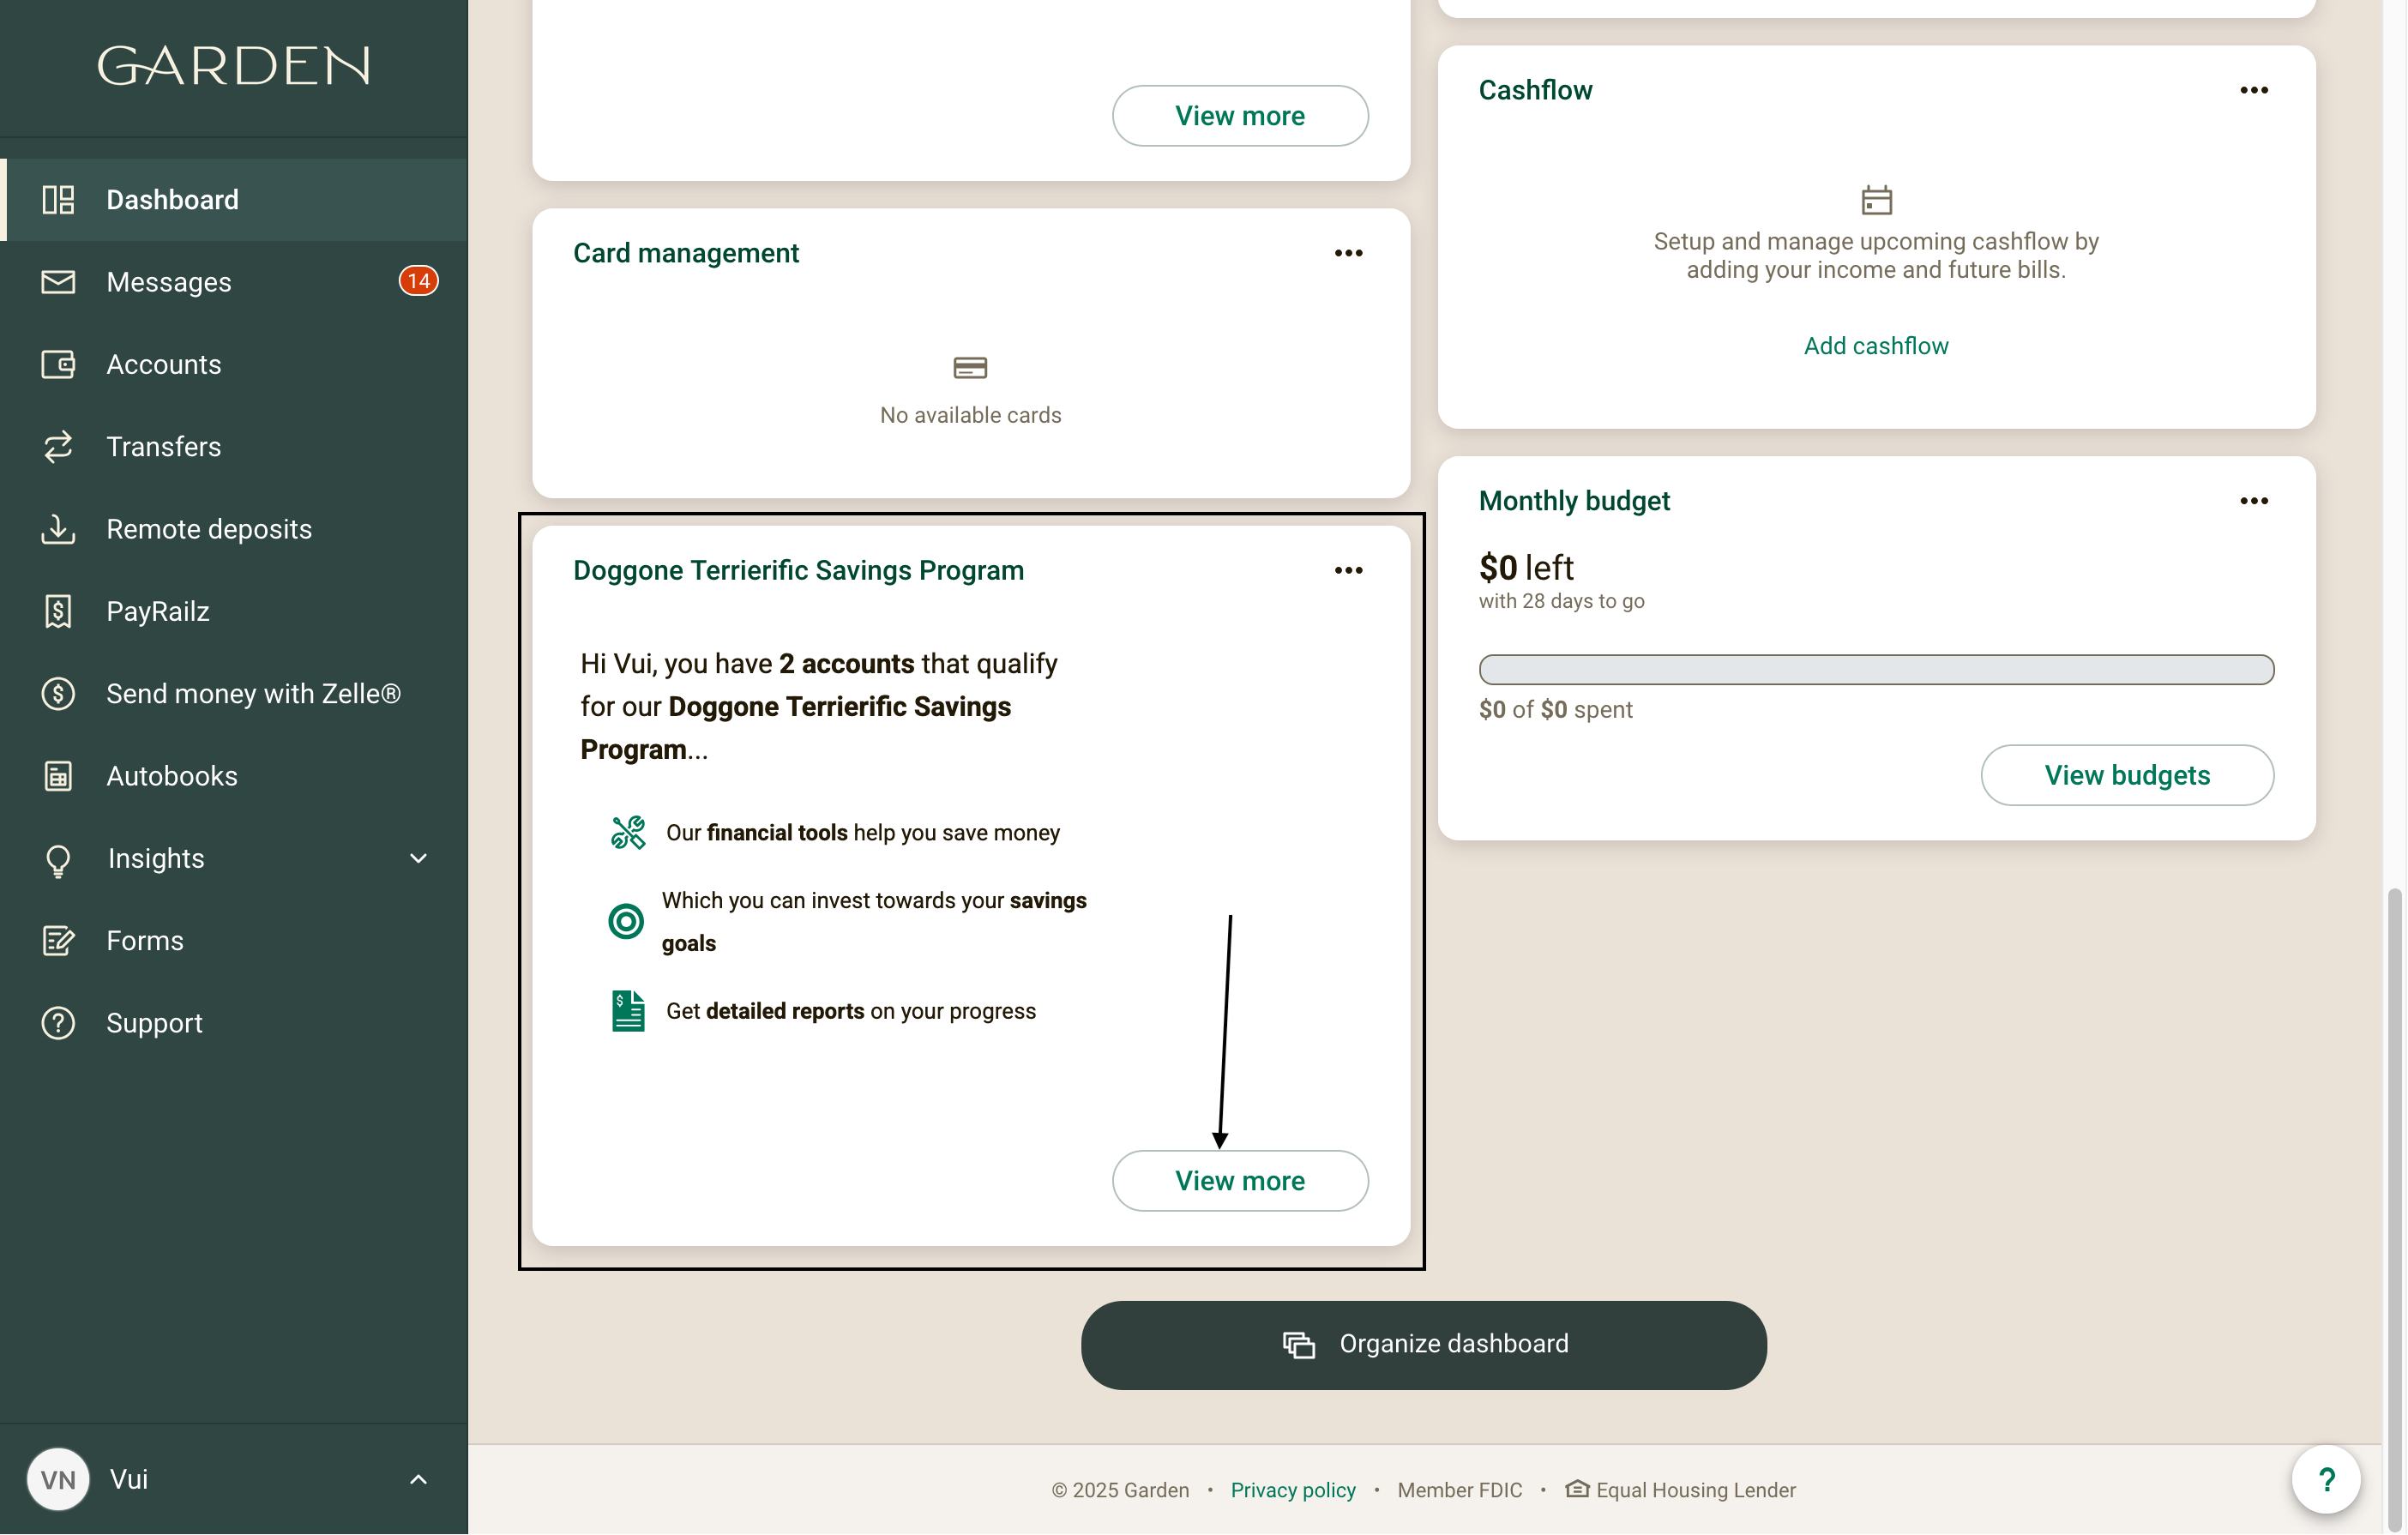 GARDEN
Dashboard
Messages
14
Accounts
Transfers
Remote deposits
PayRailz
Send money with Zelle®
Autobooks
Insights
Forms
Support
VN
Vui
View more
Card management
No available cards
Doggone Terrierific Savings Program
Hi Vui, you have 2 accounts that qualify
for our Doggone Terrierific Savings
Program...
Our financial tools help you save money
Which you can invest towards your savings
goals
Get detailed reports on your progress
View more
Cashflow
Setup and manage upcoming cashflow by
adding your income and future bills.
Add cashflow
Monthly budget
$0 left
with 28 days to go
$0 of $0 spent
View budgets
Organize dashboard
© 2025 Garden • Privacy policy • Member FDIC • Equal Housing Lender
?